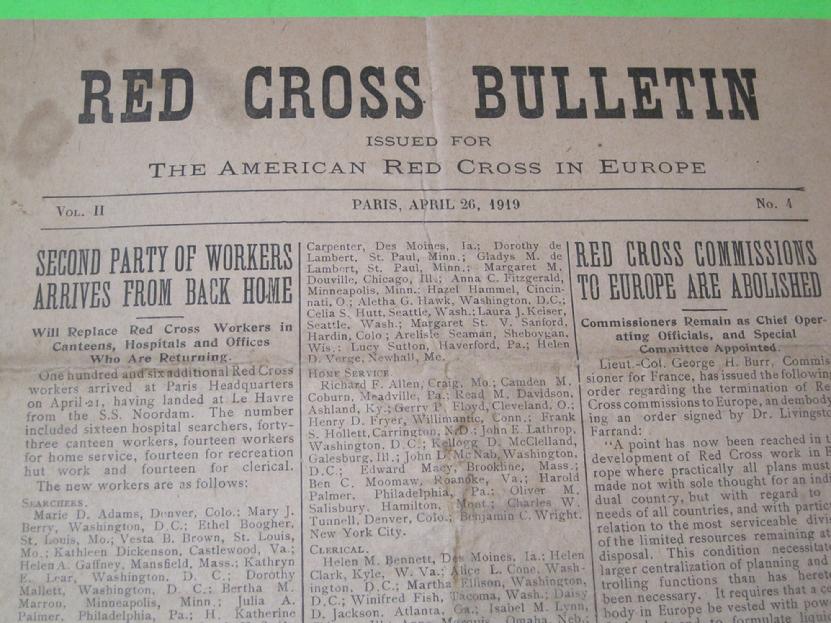 RED CROSS BULLETIN
ISSUED FOR
THE AMERICAN RED CROSS IN EUROPE
VOL. II
PARIS, APRIL 26, 1919
No. 4
SECOND PARTY OF WORKERS
ARRIVES FROM BACK HOME
Will Replace Red Cross Workers in
Canteens, Hospitals and Offices
Who Are Returning.
One hundred and six additional Red Cross
workers arrived at Paris Headquarters
on April 21, having landed at Le Havre
from the S.S. Noordam. The number
included sixteen hospital searchers, forty-
three canteen workers, fourteen workers
for home service, fourteen for recreation
hut work and fourteen for clerical.
The new workers are as follows:
SEARCHERS.
Marie D. Adams, Denver, Colo.; Mary J.
Berry, Washington, D.C.; Ethel Boogher,
St. Louis, Mo.; Vesta B. Brown, St. Louis,
Mo.; Kathleen Dickenson, Castlewood, Va.;
Helen A. Gaffney, Mansfield, Mass.; Kathryn
E. Lear, Washington, D. C.; Dorothy
Mallett, Washington, D. C.; Bertha M.
Marron, Minneapolis, Minn.; Julia A.
Palmer, Philadelphia, Pa.; H. Katherine
Carpenter, Des Moines, Ia.; Dorothy de
Lambert, St. Paul, Minn.; Gladys M. de
Lambert, St. Paul, Minn.; Margaret M.
Douville, Chicago, Ill.; Anna C. Fitzgerald,
Minneapolis, Minn.; Hazel Hammel, Cincin-
nati, O.; Aletha G. Hawk, Washington, D.C.;
Celia S. Hutt, Seattle, Wash.; Laura J. Keiser,
Seattle, Wash.; Margaret St. V. Sanford,
Hardin, Colo.; Arelisle Seaman, Sheboygan,
Wis.; Lucy Sutton, Haverford, Pa.; Helen
D. Verge, Newhall, Me.
HOME SERVICE
Richard F. Allen, Craig, Mo.; Camden M.
Coburn, Meadville, Pa.; Read M. Davidson,
Ashland, Ky.; Gerry P. Floyd, Cleveland, O.;
Henry D. Fryer, Willimantic, Conn.; Frank
S. Hollett, Carrington, N.D.; John E. Lathrop,
Washington, D.C.; Kellogg D. McClelland,
Galesburg, Ill.; John D. McNab, Washington,
D.C.; Edward Macy, Brookline, Mass.;
Ben C. Moomaw, Roanoke, Va.; Harold
Palmer, Philadelphia, Pa.; Oliver M.
Salisbury, Hamilton, Mont.; Charles W.
Tunnell, Denver, Colo.; Benjamin C. Wright.
New York City.
CLERICAL.
Helen M. Bennett, Des Moines, Ia.; Helen
Clark, Kyle, W. Va.; Alice L. Cone, Wash-
ington, D.C.; Martha Ellison, Washington,
D.C.; Winifred Fish, Tacoma, Wash.; Daisy
D. Jackson, Atlanta, Ga.; Isabel M. Lynn,
Omaha, Neb.;
RED CROSS COMMISSIONS
TO EUROPE ARE ABOLISHED
Commissioners Remain as Chief Oper-
ating Officials, and Special
Committee Appointed.
Lieut.-Col. George H. Burr, Commis
sioner for France, has issued the following
order regarding the termination of Re
Cross commissions to Europe, an dembody
ing an order signed by Dr. Livingsto
Farrand:
"A point has now been reached in t
development of Red Cross work in E
rope where practically all plans must
made not with sole thought for an indi
dual country, but with regard to
needs of all countries, and with partic
relation to the most serviceable divi
of the limited resources remaining at
disposal. This condition necessitate
larger centralization of planning and
trolling functions than has heret
been necessary. It requires that a co
body in Europe be vested with powe
to formulate